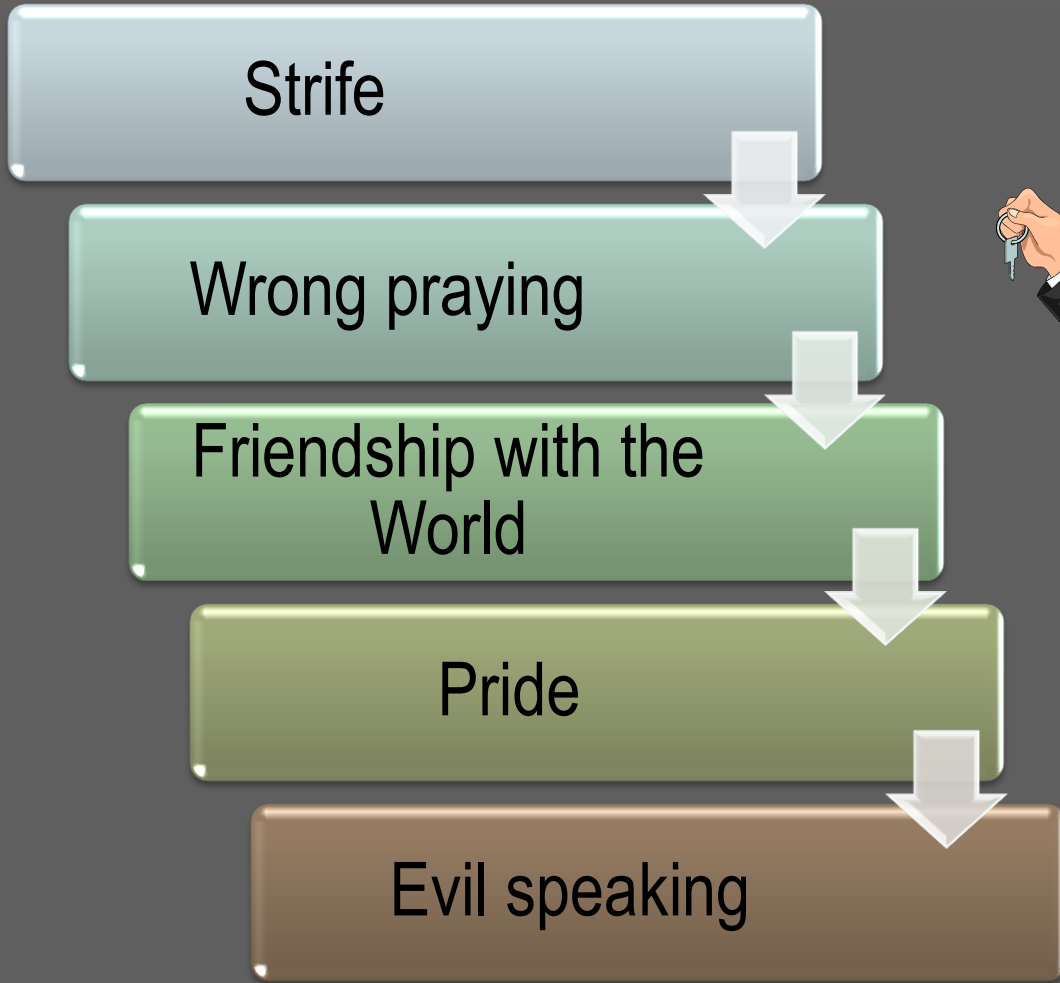 Strife
Wrong praying
Friendship with the
World
Pride
Evil speaking